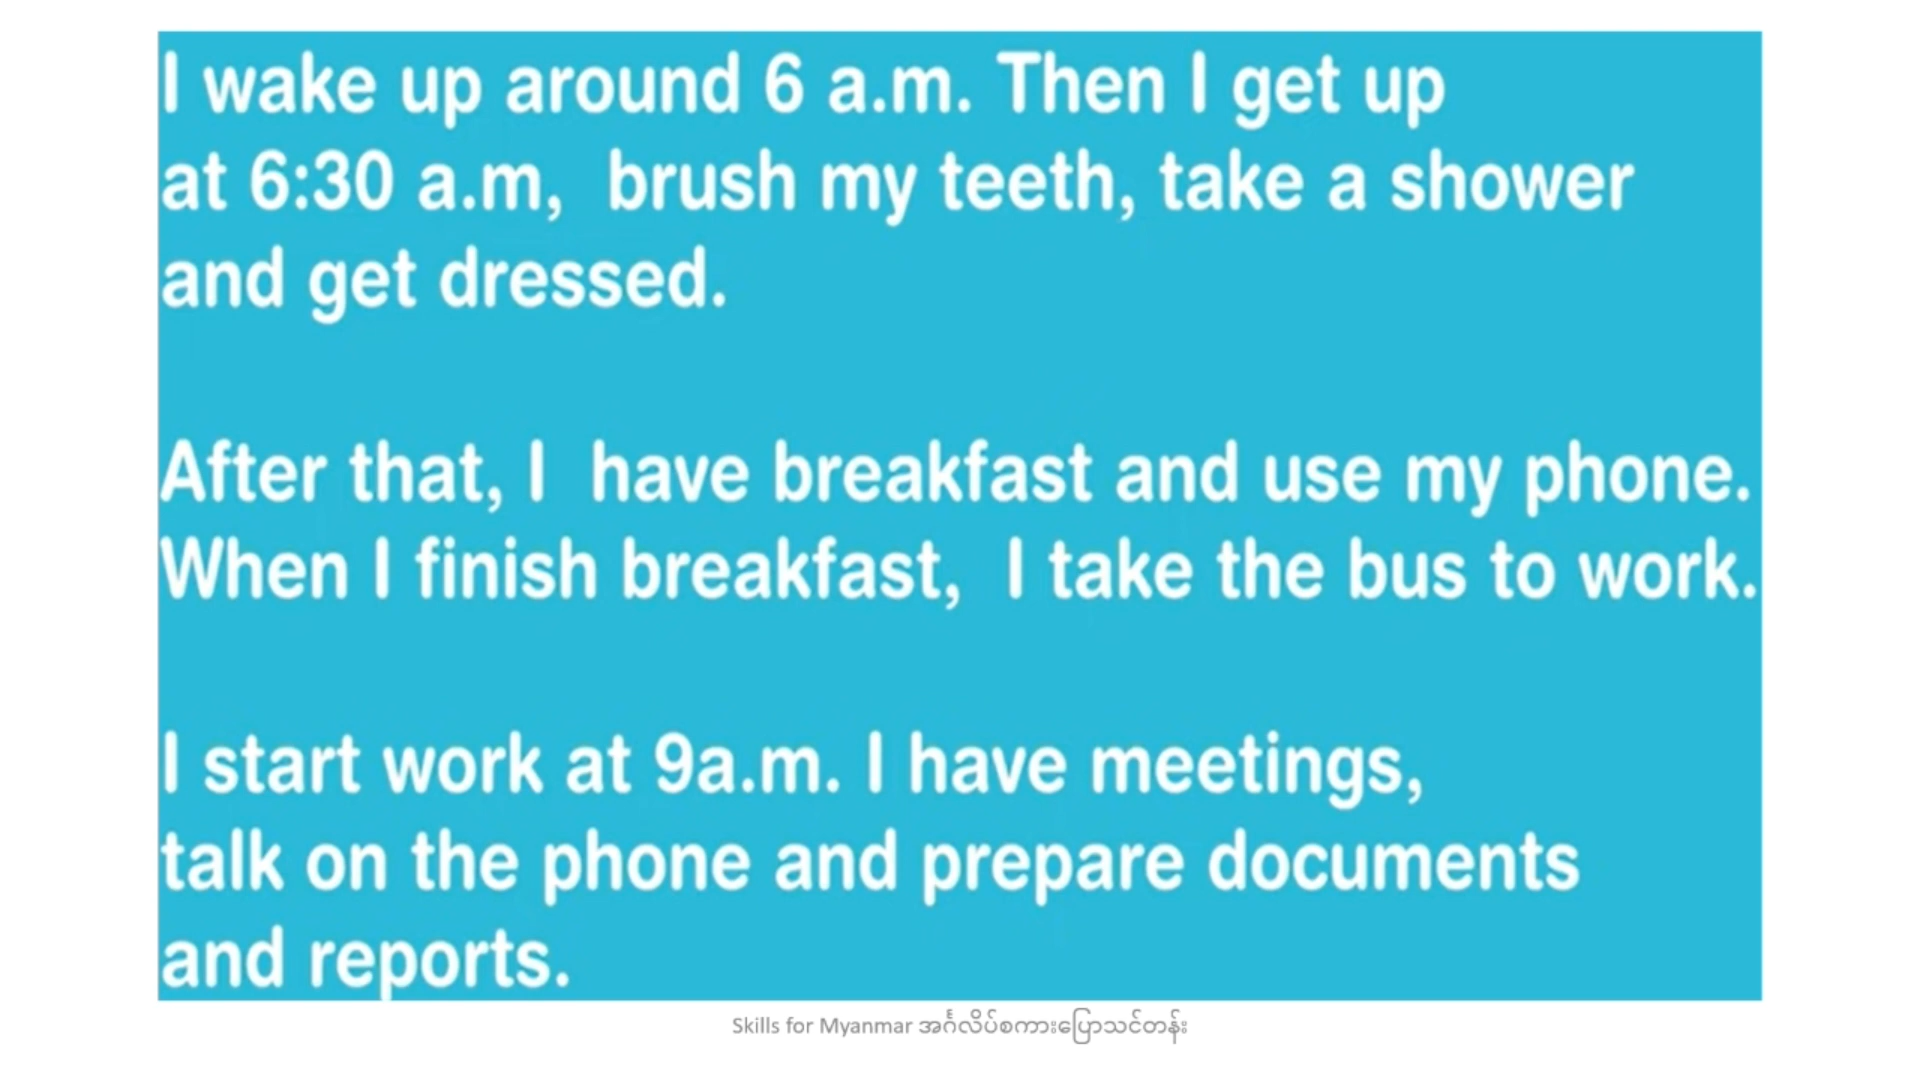 I wake up around 6 a.m. Then I get up
at 6:30 a.m,  brush my teeth, take a shower
and get dressed.
After that, I  have breakfast and use my phone.
When I finish breakfast,  I take the bus to work.
I start work at 9a.m. I have meetings,
talk on the phone and prepare documents
and reports.
Skills for Myanmar အင်္ဂလိပ်စကားပြောသင်တန်း